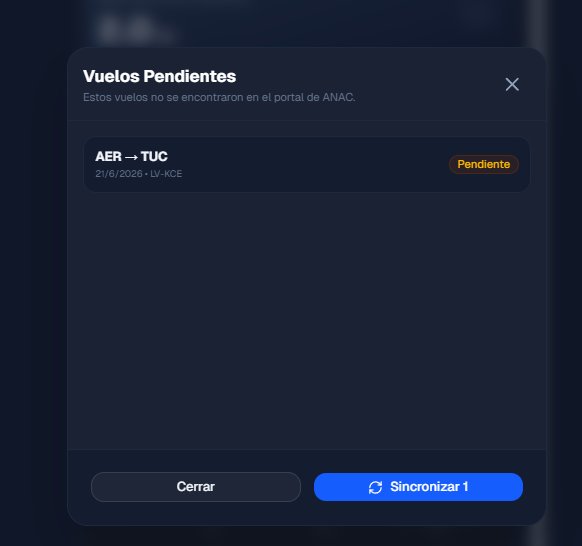 Vuelos Pendientes
Estos vuelos no se encontraron en el portal de ANAC.
AER → TUC
Pendiente
21/6/2026 • LV-KCE
Cerrar
Sincronizar 1